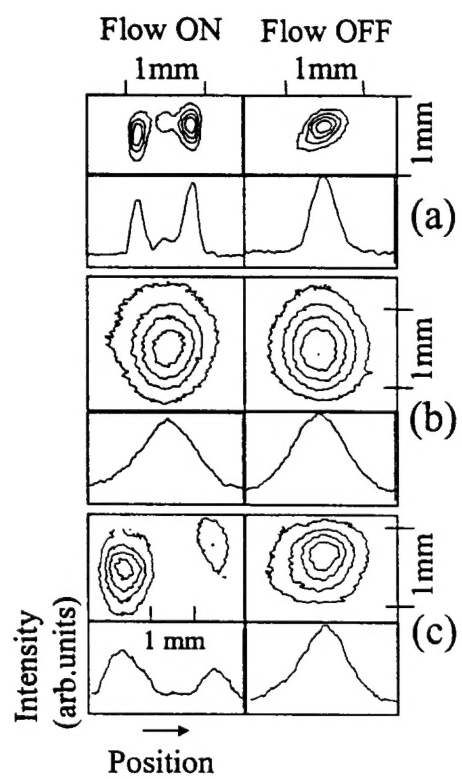 Flow ON Flow OFF
1mm 1mm
1mm
(a)
1mm
(b)
1mm
1 mm
(c)
Intensity
(arb.units)
Position